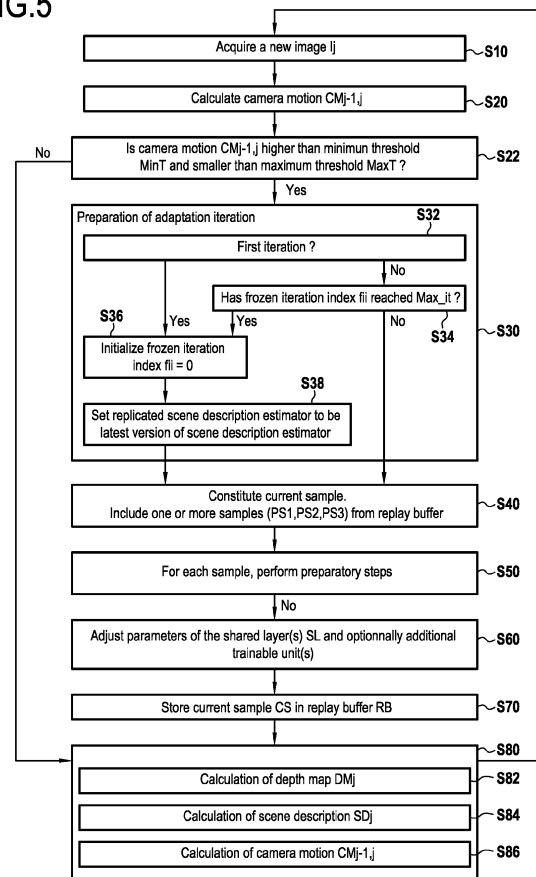 IG.5
Acquire a new image Ij
S10
Calculate camera motion CMj-1,j
S20
No
Is camera motion CMj-1,j higher than minimun threshold
MinT and smaller than maximum threshold MaxT ?
S22
Yes
Preparation of adaptation iteration
S32
First iteration ?
No
Has frozen iteration index fii reached Max_it ?
S36
Yes
Yes
No
S34
S30
Initialize frozen iteration
index fii = 0
S38
Set replicated scene description estimator to be
latest version of scene description estimator
Constitute current sample.
Include one or more samples (PS1,PS2,PS3) from replay buffer
S40
For each sample, perform preparatory steps
S50
No
Adjust parameters of the shared layer(s) SL and optionnally additional
trainable unit(s)
S60
Store current sample CS in replay buffer RB
S70
S80
Calculation of depth map DMj
S82
Calculation of scene description SDj
S84
Calculation of camera motion CMj-1,j
S86